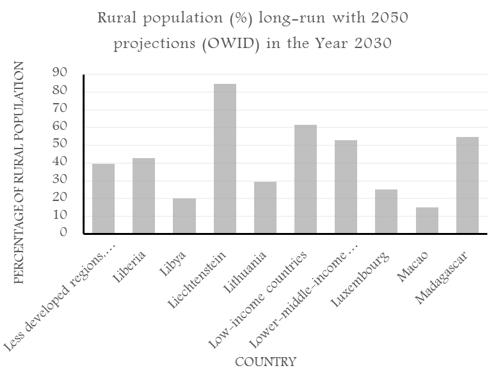 Rural population (%) long-run with 2050
projections (OWID) in the Year 2030
PERCENTAGE OF RURAL POPULATION
90
80
70
60
50
40
30
20
10
0
Less developed regions....
Liberia
Libya
Liechtenstein
Lithuania
Low-income countries
Lower-middle-income...
Luxembourg
Macao
Madagascar
COUNTRY